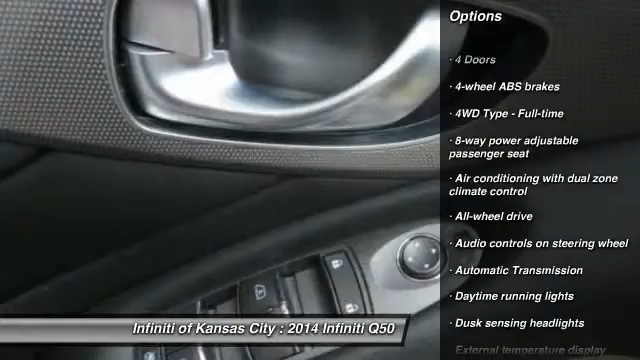 Options
· 4 Doors
· 4-wheel ABS brakes
· 4WD Type - Full-time
· 8-way power adjustable
passenger seat
· Air conditioning with dual zone
climate control
· All-wheel drive
· Audio controls on steering wheel
· Automatic Transmission
· Daytime running lights
· Dusk sensing headlights
· External temperature display
Infiniti of Kansas City : 2014 Infiniti Q50